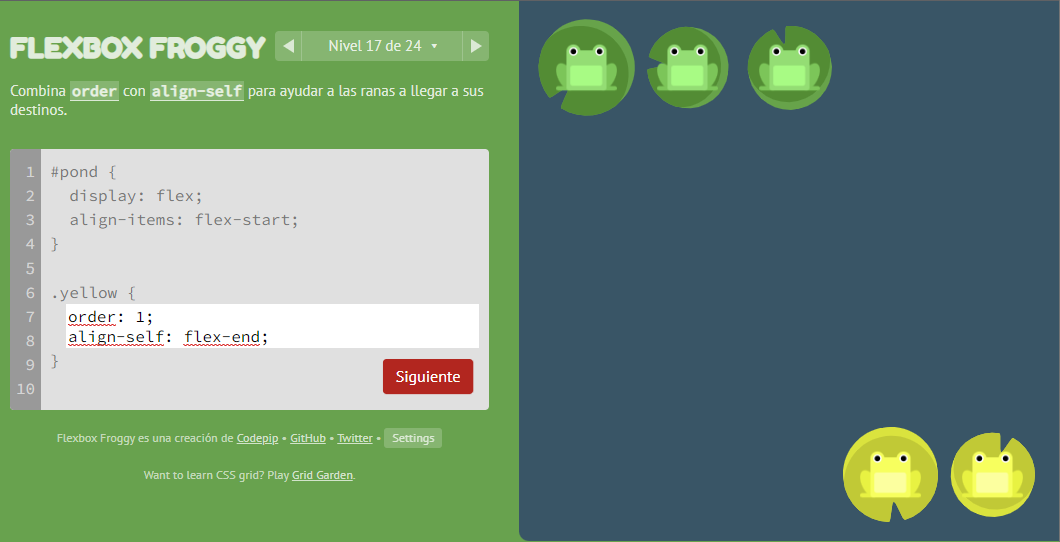 FLEXBOX FROGGY
Nivel 17 de 24
Combina order con align-self para ayudar a las ranas a llegar a sus
destinos.
1 #pond {
2 display: flex;
3 align-items: flex-start;
4 }
5
6 .yellow {
7 order: 1;
8 align-self: flex-end;
9 }
10
Siguiente
Flexbox Froggy es una creación de Codepip • GitHub • Twitter • Settings
Want to learn CSS grid? Play Grid Garden.